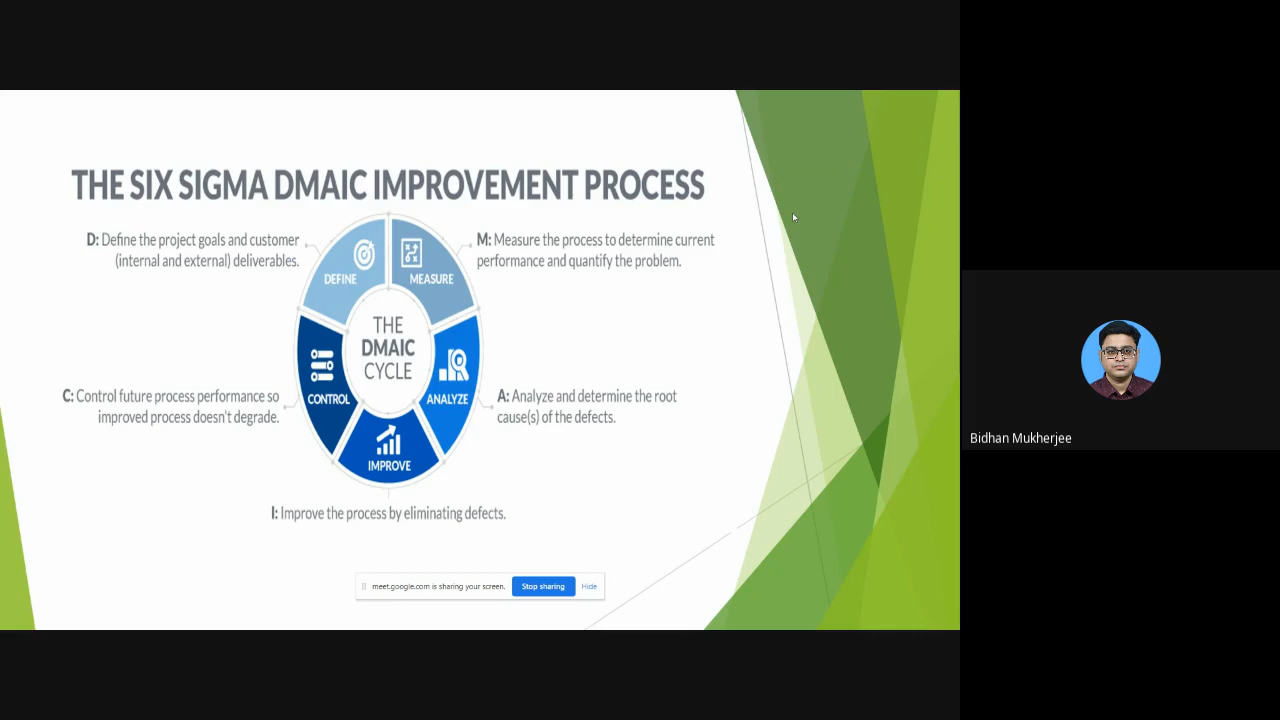 THE SIX SIGMA DMAIC IMPROVEMENT PROCESS
D: Define the project goals and customer
(internal and external) deliverables.
M: Measure the process to determine current
performance and quantify the problem.
DEFINE
MEASURE
THE
DMAIC
CYCLE
CONTROL
ANALYZE
C: Control future process performance so
improved process doesn't degrade.
A: Analyze and determine the root
cause(s) of the defects.
IMPROVE
I: Improve the process by eliminating defects.
meet.google.com is sharing your screen.
Stop sharing
Hide
Bidhan Mukherjee